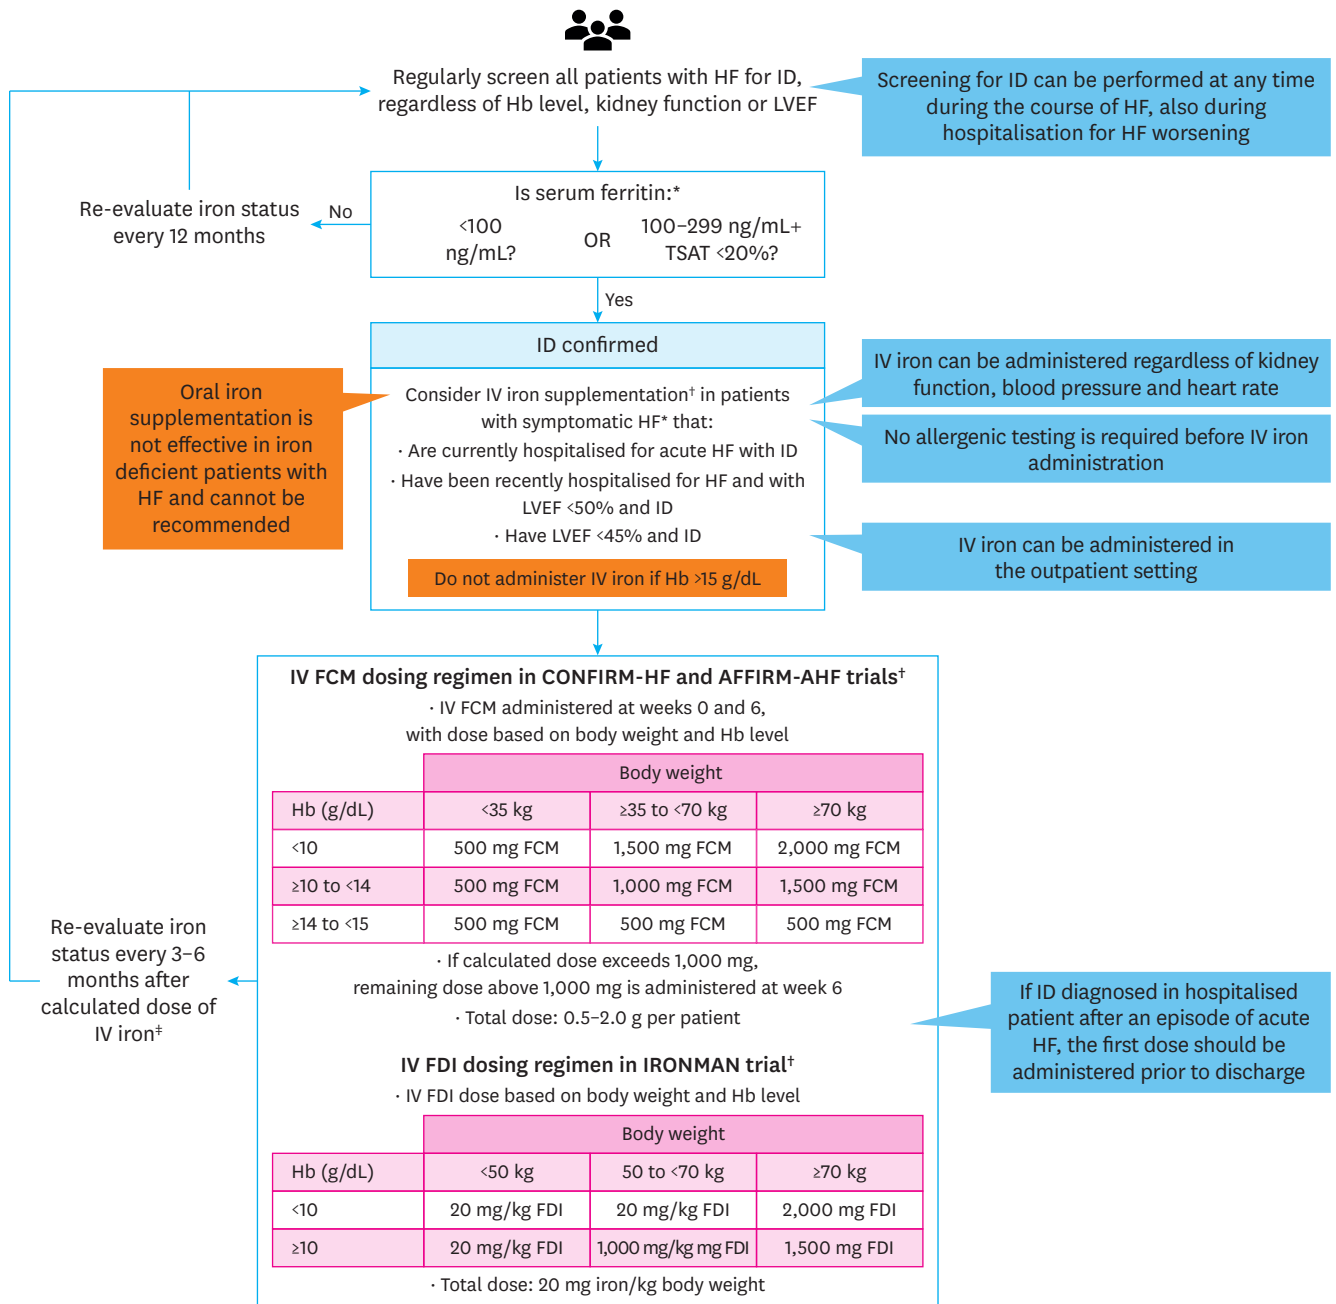 Regularly screen all patients with HF for ID,
regardless of Hb level, kidney function or LVEF
Screening for ID can be performed at any time
during the course of HF, also during
hospitalisation for HF worsening
Is serum ferritin:*
<100
ng/mL?
OR
100–299 ng/mL+
TSAT <20%?
No
Re-evaluate iron status
every 12 months
Yes
ID confirmed
Consider IV iron supplementation† in patients
with symptomatic HF* that:
· Are currently hospitalised for acute HF with ID
· Have been recently hospitalised for HF and with
LVEF <50% and ID
· Have LVEF <45% and ID
Do not administer IV iron if Hb >15 g/dL
Oral iron
supplementation is
not effective in iron
deficient patients with
HF and cannot be
recommended
IV iron can be administered regardless of kidney
function, blood pressure and heart rate
No allergenic testing is required before IV iron
administration
IV iron can be administered in
the outpatient setting
IV FCM dosing regimen in CONFIRM-HF and AFFIRM-AHF trials†
· IV FCM administered at weeks 0 and 6,
with dose based on body weight and Hb level
Body weight
Hb (g/dL) <35 kg ≥35 to <70 kg ≥70 kg
<10 500 mg FCM 1,500 mg FCM 2,000 mg FCM
≥10 to <14 500 mg FCM 1,000 mg FCM 1,500 mg FCM
≥14 to <15 500 mg FCM 500 mg FCM 500 mg FCM
· If calculated dose exceeds 1,000 mg,
remaining dose above 1,000 mg is administered at week 6
· Total dose: 0.5–2.0 g per patient
IV FDI dosing regimen in IRONMAN trial†
· IV FDI dose based on body weight and Hb level
Body weight
Hb (g/dL) <50 kg 50 to <70 kg ≥70 kg
<10 20 mg/kg FDI 20 mg/kg FDI 2,000 mg FDI
≥10 20 mg/kg FDI 1,000 mg/kg mg FDI 1,500 mg FDI
· Total dose: 20 mg iron/kg body weight
Re-evaluate iron
status every 3–6
months after
calculated dose of
IV iron‡
If ID diagnosed in hospitalised
patient after an episode of acute
HF, the first dose should be
administered prior to discharge